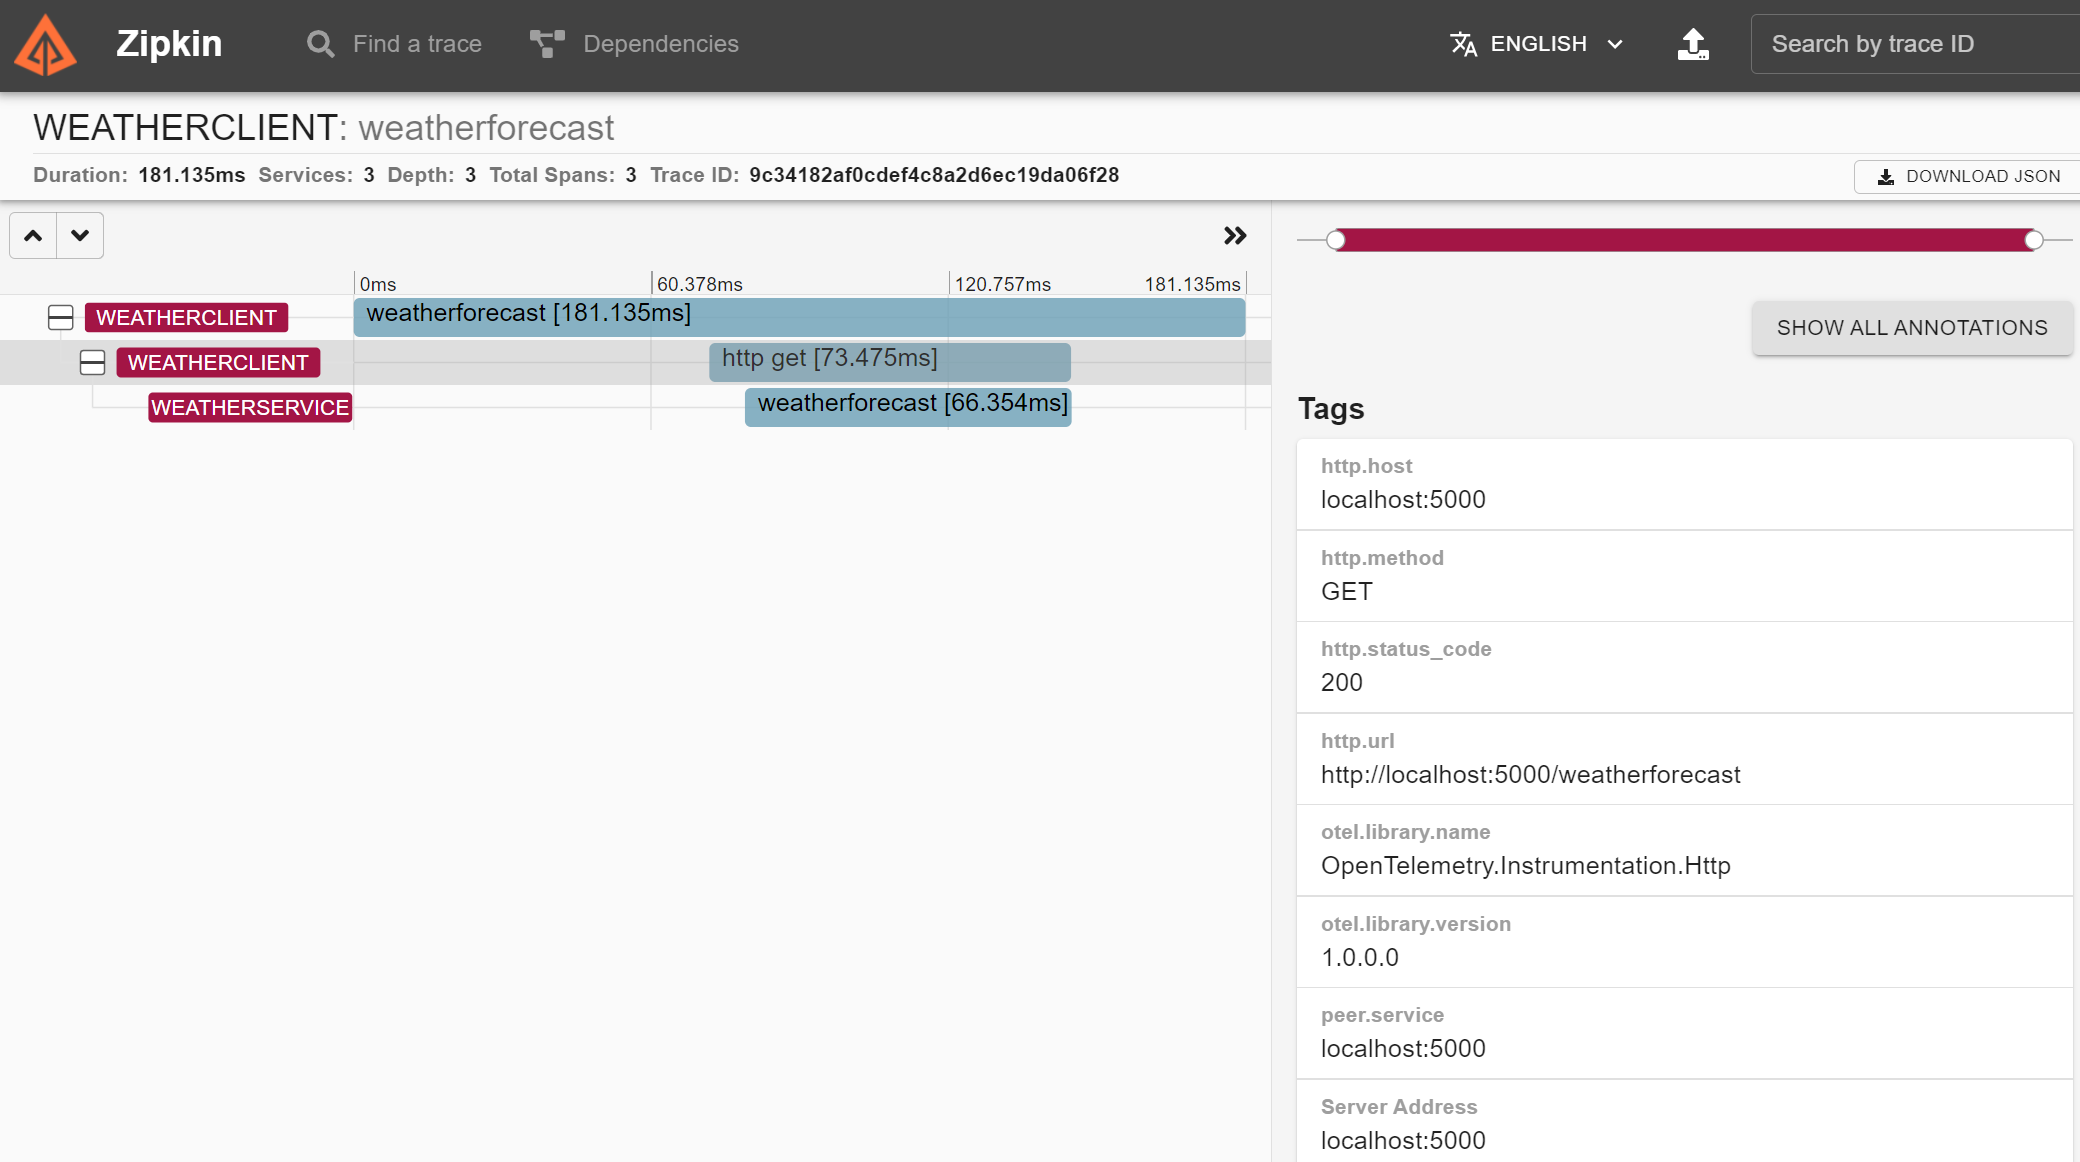 Zipkin
Find a trace
Dependencies
ENGLISH
Search by trace ID
WEATHERCLIENT: weatherforecast
Duration: 181.135ms Services: 3 Depth: 3 Total Spans: 3 Trace ID: 9c34182af0cdef4c8a2d6ec19da06f28
DOWNLOAD JSON
0ms 60.378ms 120.757ms 181.135ms
WEATHERCLIENT weatherforecast [181.135ms]
WEATHERCLIENT http get [73.475ms]
WEATHERSERVICE weatherforecast [66.354ms]
SHOW ALL ANNOTATIONS
Tags
http.host
localhost:5000
http.method
GET
http.status_code
200
http.url
http://localhost:5000/weatherforecast
otel.library.name
OpenTelemetry.Instrumentation.Http
otel.library.version
1.0.0.0
peer.service
localhost:5000
Server Address
localhost:5000